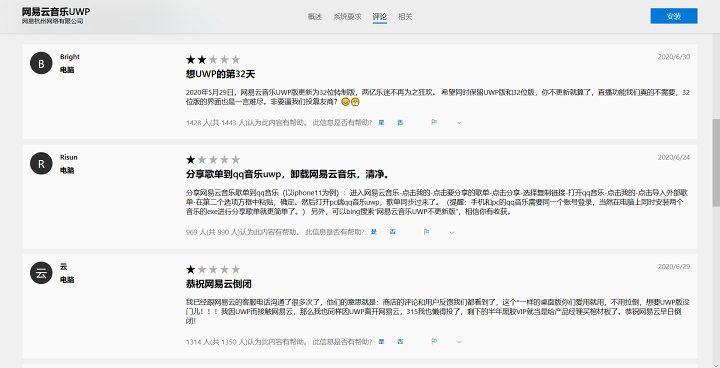 网易云音乐UWP
网易杭州网络有限公司
概述 系统要求 评论 相关
安装
B
Bright
电脑
2020/6/30
想UWP的第32天
2020年5月29日，网易云音乐UWP版更新为32位转制版，两亿乐迷不再为之狂欢。 希望同时保留UWP版和32位版，你不更新就算了，直播功能我们真的不需要，32
位版的界面也是一言难尽。非要逼我们投靠友商？😄😤
1428 人(共 1443 人)认为此内容有帮助。 此信息是否有帮助? 是 否
R
Risun
电脑
2020/6/24
分享歌单到qq音乐uwp，卸载网易云音乐，清净。
分享网易云音乐歌单到qq音乐（以iphone11为例）：进入网易云音乐-点击我的-点击要分享的歌单-点击分享-选择复制链接-打开qq音乐-点击我的-点击导入外部歌
单-在第二个选项方框中粘贴，确定。然后打开pc端qq音乐uwp，歌单同步过来了。（提醒：手机和pc的qq音乐需要同一个账号登录，当然在电脑上同时安装两个
音乐的exe进行分享歌单就更简单了。） 另外，可以bing搜索“网易云音乐UWP不更新版”，相信你有收获。
969 人(共 990 人)认为此内容有帮助。 此信息是否有帮助? 是 否
云
云
电脑
2020/6/29
恭祝网易云倒闭
我已经跟网易云的客服电话沟通了很多次了，他们的意思就是：商店的评论和用户反馈我们都看到了，这个*一样的桌面版你们爱用就用，不用拉倒，想要UWP版没
门儿！！！我因UWP而接触网易云，那么我也同样因UWP离开网易云，315我也懒得投了，剩下的半年黑胶VIP就当是给产品经理买棺材板了。恭祝网易云早日倒
闭！
1314 人(共 1350 人)认为此内容有帮助。 此信息是否有帮助? 是 否